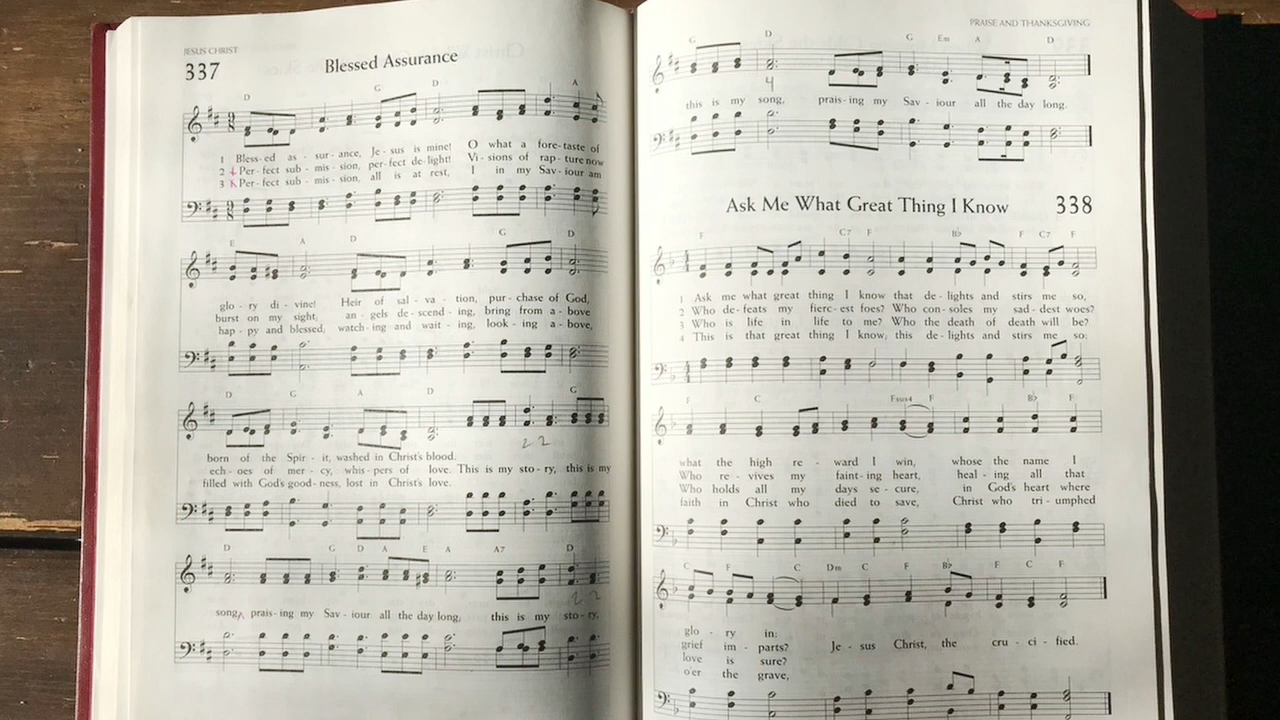 JESUS CHRIST
337
Blessed Assurance
D G D A
1 Bless-ed as - sur - ance, Je - sus is mine! O what a fore-taste of
2 Per - fect sub - mis - sion, per-fect de-light! Vi - sions of rap - ture now
3 Per - fect sub - mis - sion, all is at rest, I in my Sav - iour am
E A D G D
glo - ry di - vine! Heir of sal - va - tion, pur - chase of God,
burst on my sight, an - gels de - scend - ing, bring from a - bove,
hap - py and blessed, watch-ing and wait - ing, look - ing a - bove,
D G A D G
born of the Spir - it, washed in Christ's blood.
ech - oes of mer - cy, whis - pers of love. This is my sto - ry, this is my
filled with God's good - ness, lost in Christ's love.
2 2
D G D A E A A7 D
song, prais - ing my Sav - iour all the day long, this is my sto - ry,
2 2
PRAISE AND THANKSGIVING
G D G Em A D
4
this is my song, prais - ing my Sav - iour all the day long.
Ask Me What Great Thing I Know 338
F C7 F B♭ F C7 F
1 Ask me what great thing I know that de - lights and stirs me so,
2 Who de - feats my fierc - est foes? Who con - soles my sad - dest woes?
3 Who is life in life to me? Who the death of death will be?
4 This is that great thing I know; this de - lights and stirs me so:
F C Fsus4 F B♭ F
what the high re - ward I win, whose the name I
Who re - vives my faint - ing heart, heal - ing all that
Who holds all my days se - cure, in God's heart where
faith in Christ who died to save, Christ who tri - umphed
C F C Dm C F B♭ F C F
glo - ry in:
grief im - parts? Je - sus Christ, the cru - ci - fied.
love is sure?
o'er the grave,